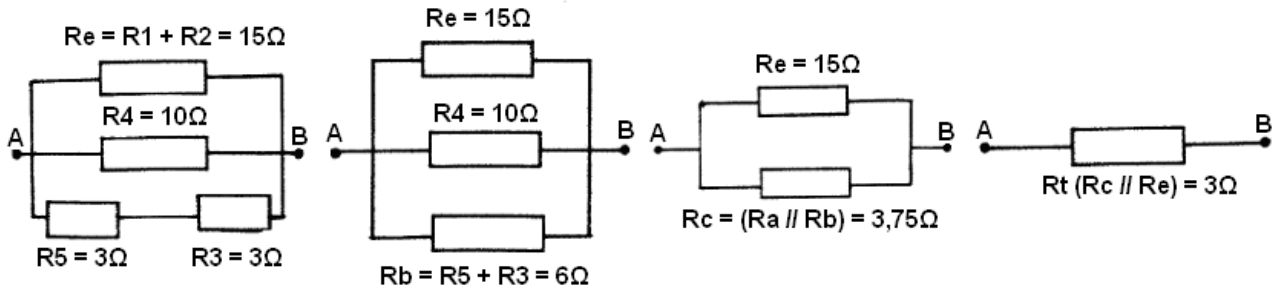 Re = R1 + R2 = 15Ω
R4 = 10Ω
A
B
R5 = 3Ω
R3 = 3Ω
Re = 15Ω
R4 = 10Ω
A
B
Rb = R5 + R3 = 6Ω
Re = 15Ω
A
B
Rc = (Ra // Rb) = 3,75Ω
A
B
Rt (Rc // Re) = 3Ω